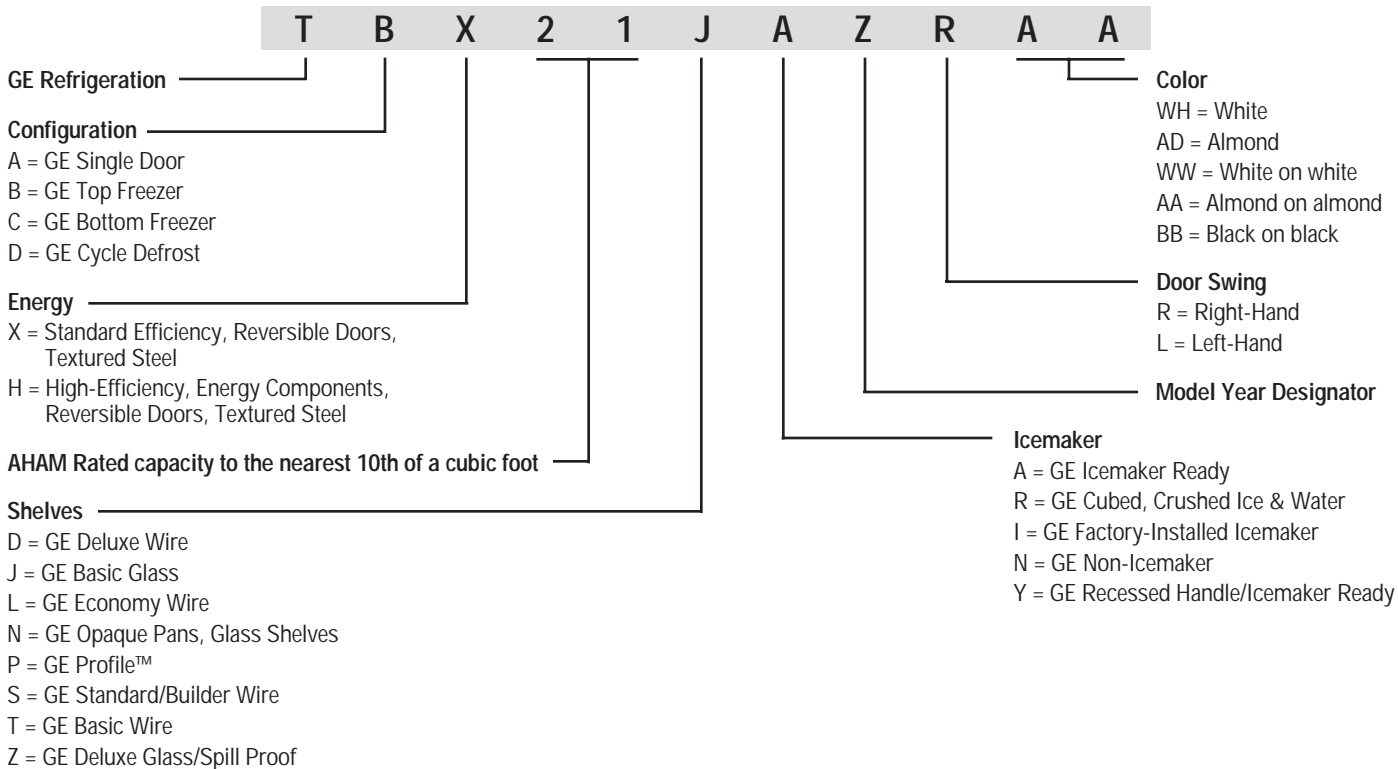 T B X 2 1 J A Z R A A
GE Refrigeration
Configuration
A = GE Single Door
B = GE Top Freezer
C = GE Bottom Freezer
D = GE Cycle Defrost
Energy
X = Standard Efficiency, Reversible Doors,
Textured Steel
H = High-Efficiency, Energy Components,
Reversible Doors, Textured Steel
AHAM Rated capacity to the nearest 10th of a cubic foot
Shelves
D = GE Deluxe Wire
J = GE Basic Glass
L = GE Economy Wire
N = GE Opaque Pans, Glass Shelves
P = GE Profile™
S = GE Standard/Builder Wire
T = GE Basic Wire
Z = GE Deluxe Glass/Spill Proof
Color
WH = White
AD = Almond
WW = White on white
AA = Almond on almond
BB = Black on black
Door Swing
R = Right-Hand
L = Left-Hand
Model Year Designator
Icemaker
A = GE Icemaker Ready
R = GE Cubed, Crushed Ice & Water
I = GE Factory-Installed Icemaker
N = GE Non-Icemaker
Y = GE Recessed Handle/Icemaker Ready